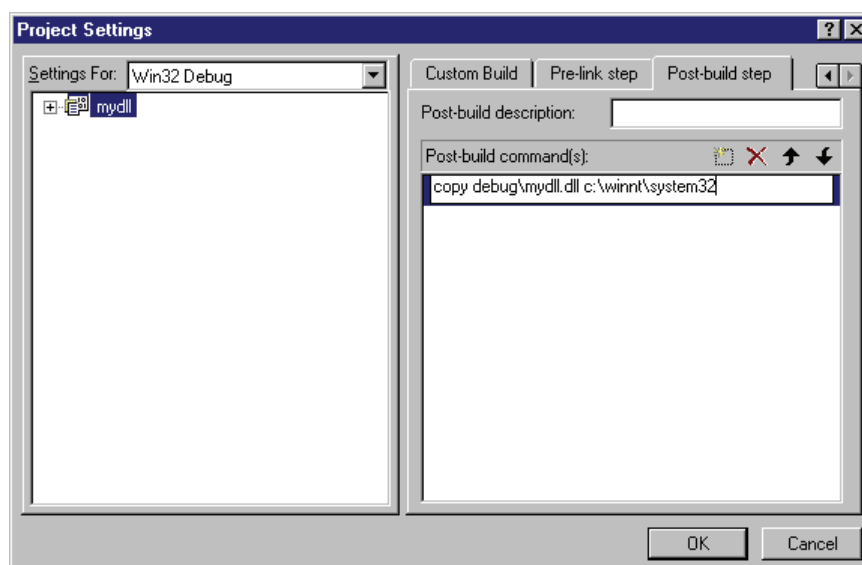 Project Settings
Settings For: Win32 Debug
mydll
Custom Build Pre-link step Post-build step
Post-build description:
Post-build command(s):
copy debug\mydll.dll c:\winnt\system32
OK Cancel